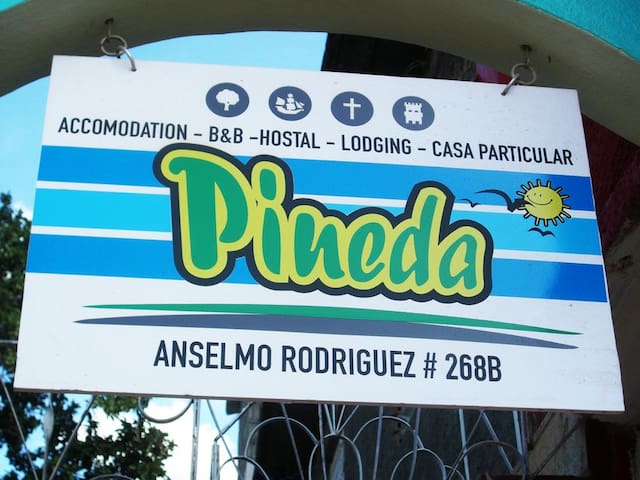 ACCOMODATION - B&B -HOSTAL - LODGING - CASA PARTICULAR
Pineda
ANSELMO RODRIGUEZ # 268B